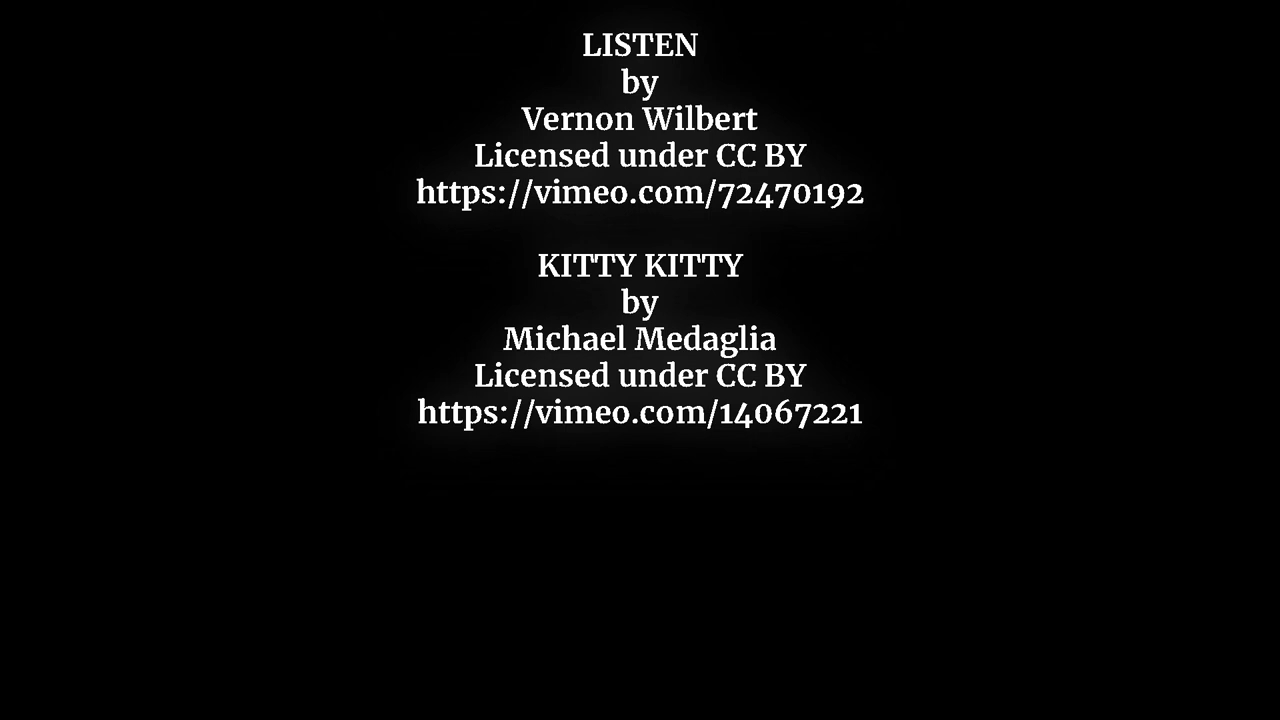 LISTEN
by
Vernon Wilbert
Licensed under CC BY
https://vimeo.com/72470192
KITTY KITTY
by
Michael Medaglia
Licensed under CC BY
https://vimeo.com/14067221